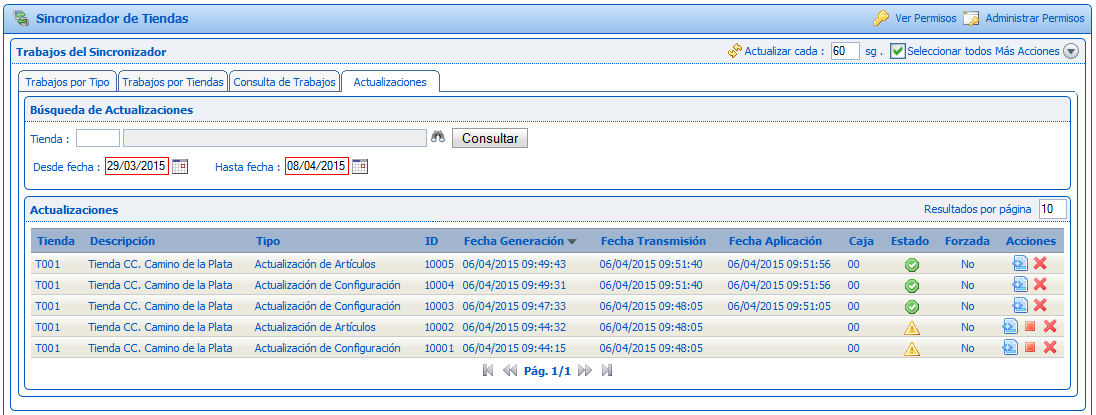 Sincronizador de Tiendas Ver Permisos Administrar Permisos
Trabajos del Sincronizador Actualizar cada : 60 sg . Seleccionar todos Más Acciones
Trabajos por Tipo Trabajos por Tiendas Consulta de Trabajos Actualizaciones
Búsqueda de Actualizaciones
Tienda : Consultar
Desde fecha : 29/03/2015 Hasta fecha : 08/04/2015
Actualizaciones Resultados por página 10
Tienda Descripción Tipo ID Fecha Generación Fecha Transmisión Fecha Aplicación Caja Estado Forzada Acciones
T001 Tienda CC. Camino de la Plata Actualización de Artículos 10005 06/04/2015 09:49:43 06/04/2015 09:51:40 06/04/2015 09:51:56 00 No
T001 Tienda CC. Camino de la Plata Actualización de Configuración 10004 06/04/2015 09:49:31 06/04/2015 09:51:40 06/04/2015 09:51:56 00 No
T001 Tienda CC. Camino de la Plata Actualización de Configuración 10003 06/04/2015 09:47:33 06/04/2015 09:48:05 06/04/2015 09:51:05 00 No
T001 Tienda CC. Camino de la Plata Actualización de Artículos 10002 06/04/2015 09:44:32 06/04/2015 09:48:05 00 No
T001 Tienda CC. Camino de la Plata Actualización de Configuración 10001 06/04/2015 09:44:15 06/04/2015 09:48:05 00 No
Pág. 1/1